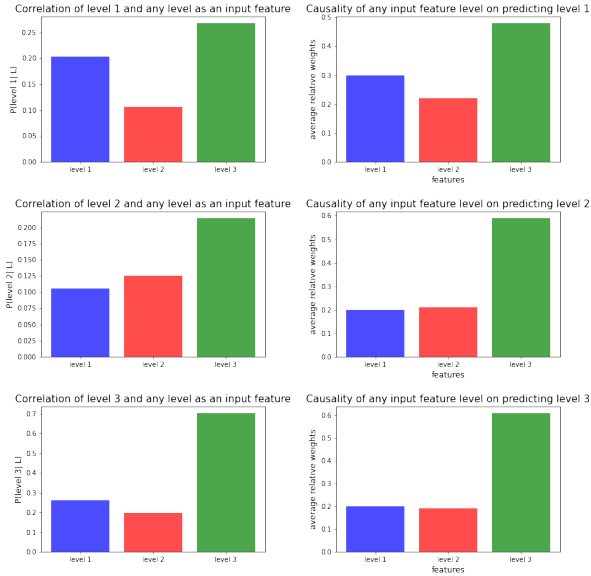 Correlation of level 1 and any level as an input feature
P(level 1| L)
0.25
0.20
0.15
0.10
0.05
0.00
level 1 level 2 level 3
Causality of any input feature level on predicting level 1
average relative weights
0.5
0.4
0.3
0.2
0.1
0.0
level 1 level 2 level 3
features
Correlation of level 2 and any level as an input feature
P(level 2| L)
0.200
0.175
0.150
0.125
0.100
0.075
0.050
0.025
0.000
level 1 level 2 level 3
Causality of any input feature level on predicting level 2
average relative weights
0.6
0.5
0.4
0.3
0.2
0.1
0.0
level 1 level 2 level 3
features
Correlation of level 3 and any level as an input feature
P(level 3| L)
0.7
0.6
0.5
0.4
0.3
0.2
0.1
0.0
level 1 level 2 level 3
Causality of any input feature level on predicting level 3
average relative weights
0.6
0.5
0.4
0.3
0.2
0.1
0.0
level 1 level 2 level 3
features